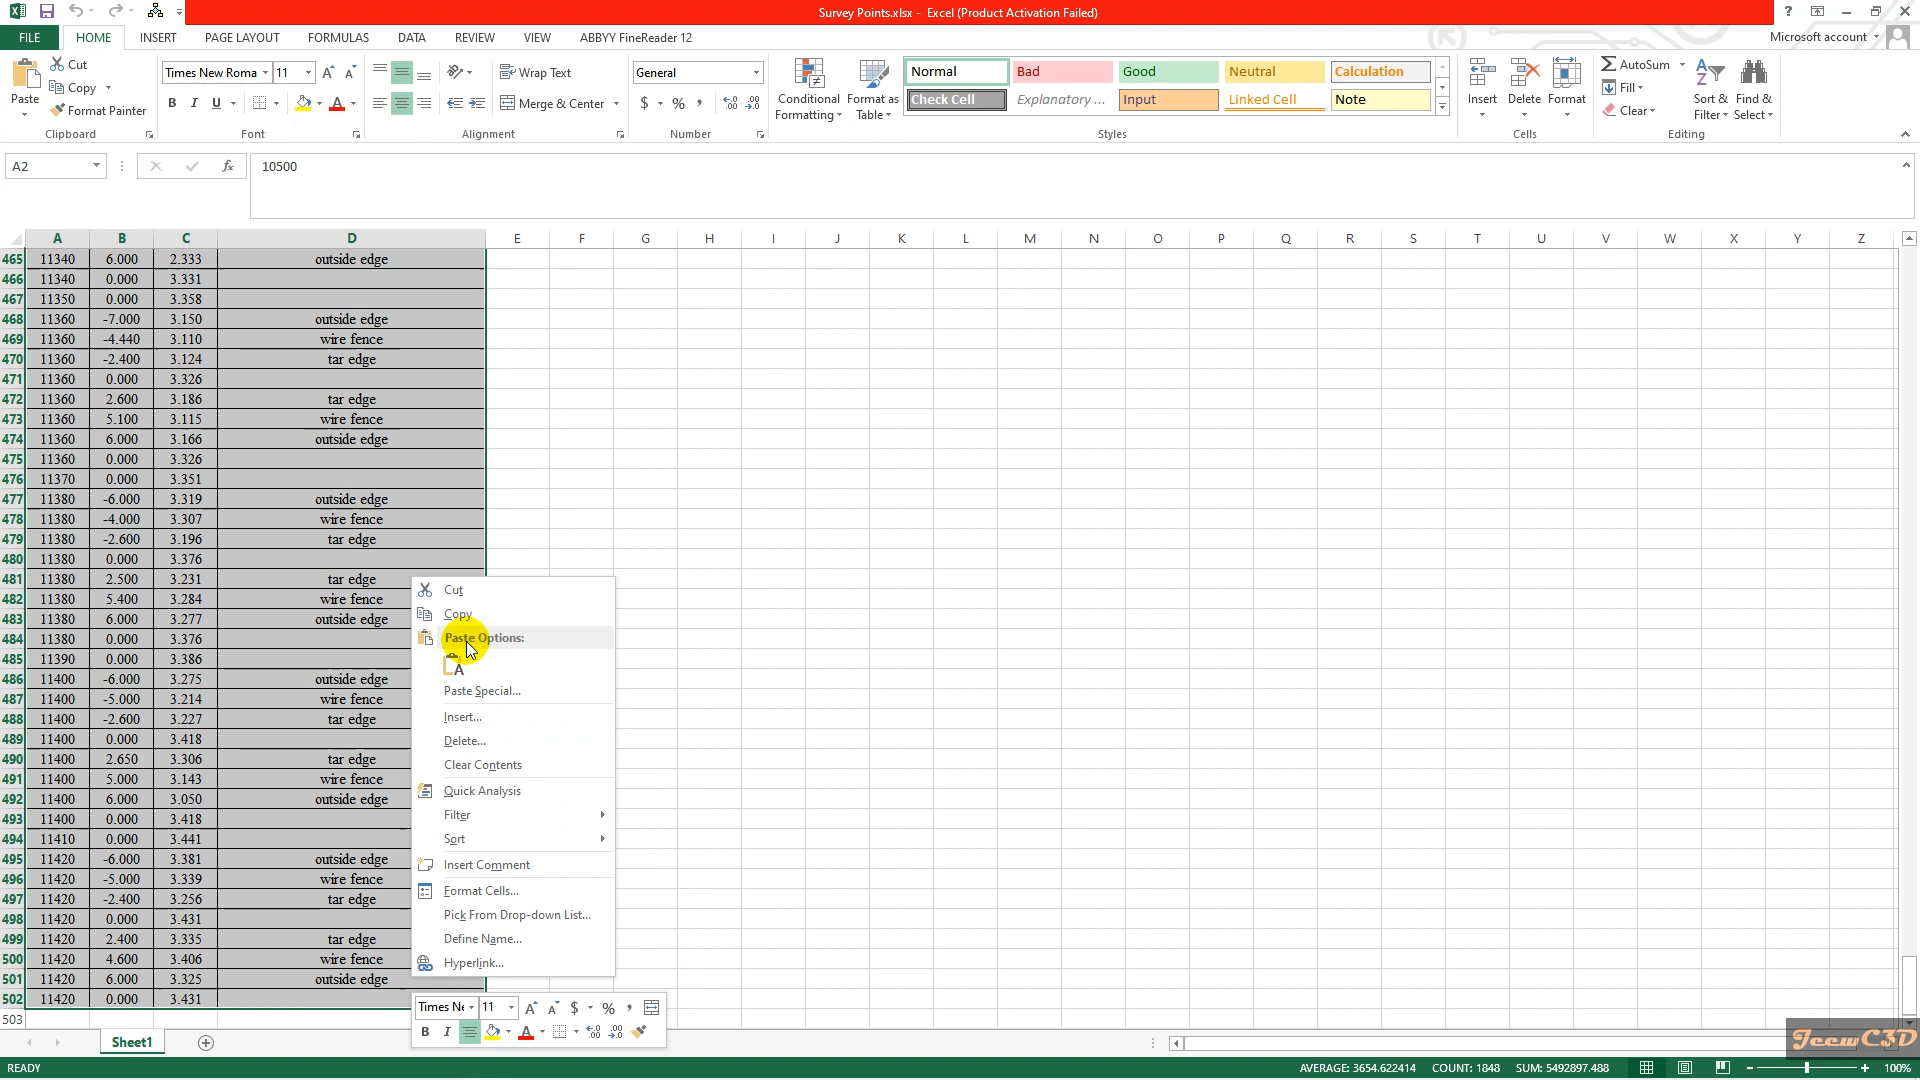 Survey Points.xlsx - Excel (Product Activation Failed)
?
FILE HOME INSERT PAGE LAYOUT FORMULAS DATA REVIEW VIEW ABBYY FineReader 12 Microsoft account
Cut
Copy
Format Painter
Paste
Clipboard
Times New Roma 11
B I U
Font
Wrap Text
Merge & Center
Alignment
General
$ % ,
Number
Conditional Formatting
Format as Table
Normal Bad Good Neutral Calculation
Check Cell Explanatory ... Input Linked Cell Note
Styles
Insert Delete Format
Cells
AutoSum
Fill
Clear
Sort & Filter
Find & Select
Editing
A2 fx 10500
A B C D E F G H I J K L M N O P Q R S T U V W X Y Z
465 11340 6.000 2.333 outside edge
466 11340 0.000 3.331
467 11350 0.000 3.358
468 11360 -7.000 3.150 outside edge
469 11360 -4.440 3.110 wire fence
470 11360 -2.400 3.124 tar edge
471 11360 0.000 3.326
472 11360 2.600 3.186 tar edge
473 11360 5.100 3.115 wire fence
474 11360 6.000 3.166 outside edge
475 11360 0.000 3.326
476 11370 0.000 3.351
477 11380 -6.000 3.319 outside edge
478 11380 -4.000 3.307 wire fence
479 11380 -2.600 3.196 tar edge
480 11380 0.000 3.376
481 11380 2.500 3.231 tar edge
482 11380 5.400 3.284 wire fence
483 11380 6.000 3.277 outside edge
484 11380 0.000 3.376
485 11390 0.000 3.386
486 11400 -6.000 3.275 outside edge
487 11400 -5.000 3.214 wire fence
488 11400 -2.600 3.227 tar edge
489 11400 0.000 3.418
490 11400 2.650 3.306 tar edge
491 11400 5.000 3.143 wire fence
492 11400 6.000 3.050 outside edge
493 11400 0.000 3.418
494 11410 0.000 3.441
495 11420 -6.000 3.381 outside edge
496 11420 -5.000 3.339 wire fence
497 11420 -2.400 3.256 tar edge
498 11420 0.000 3.431
499 11420 2.400 3.335 tar edge
500 11420 4.600 3.406 wire fence
501 11420 6.000 3.325 outside edge
502 11420 0.000 3.431
503
Cut
Copy
Paste Options:
Paste Special...
Insert...
Delete...
Clear Contents
Quick Analysis
Filter
Sort
Insert Comment
Format Cells...
Pick From Drop-down List...
Define Name...
Hyperlink...
Times Ne 11 $ % ,
B I
Sheet1
JeewC3D
READY AVERAGE: 3654.622414 COUNT: 1848 SUM: 5492897.488 100%